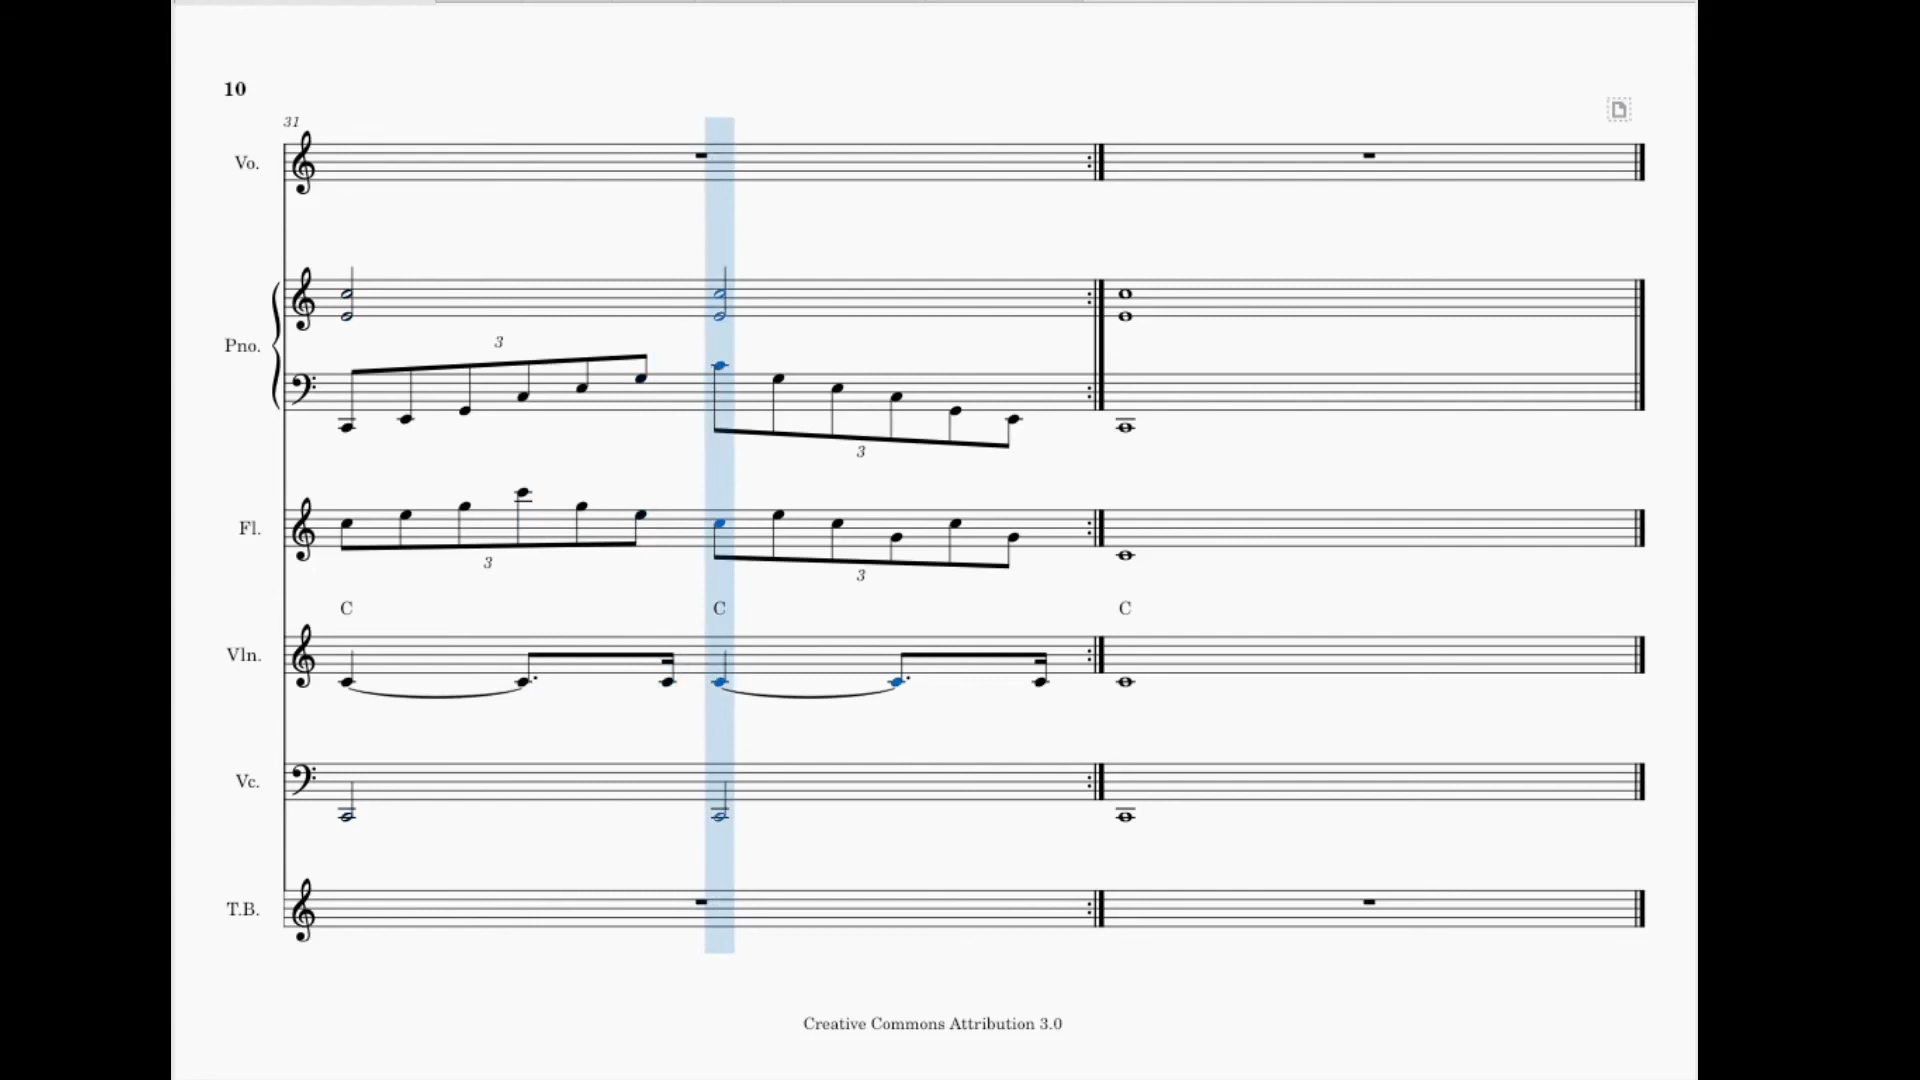 10
31
Vo.
Pno.
3
3
Fl.
3
3
C C C
Vln.
Vc.
T.B.
Creative Commons Attribution 3.0